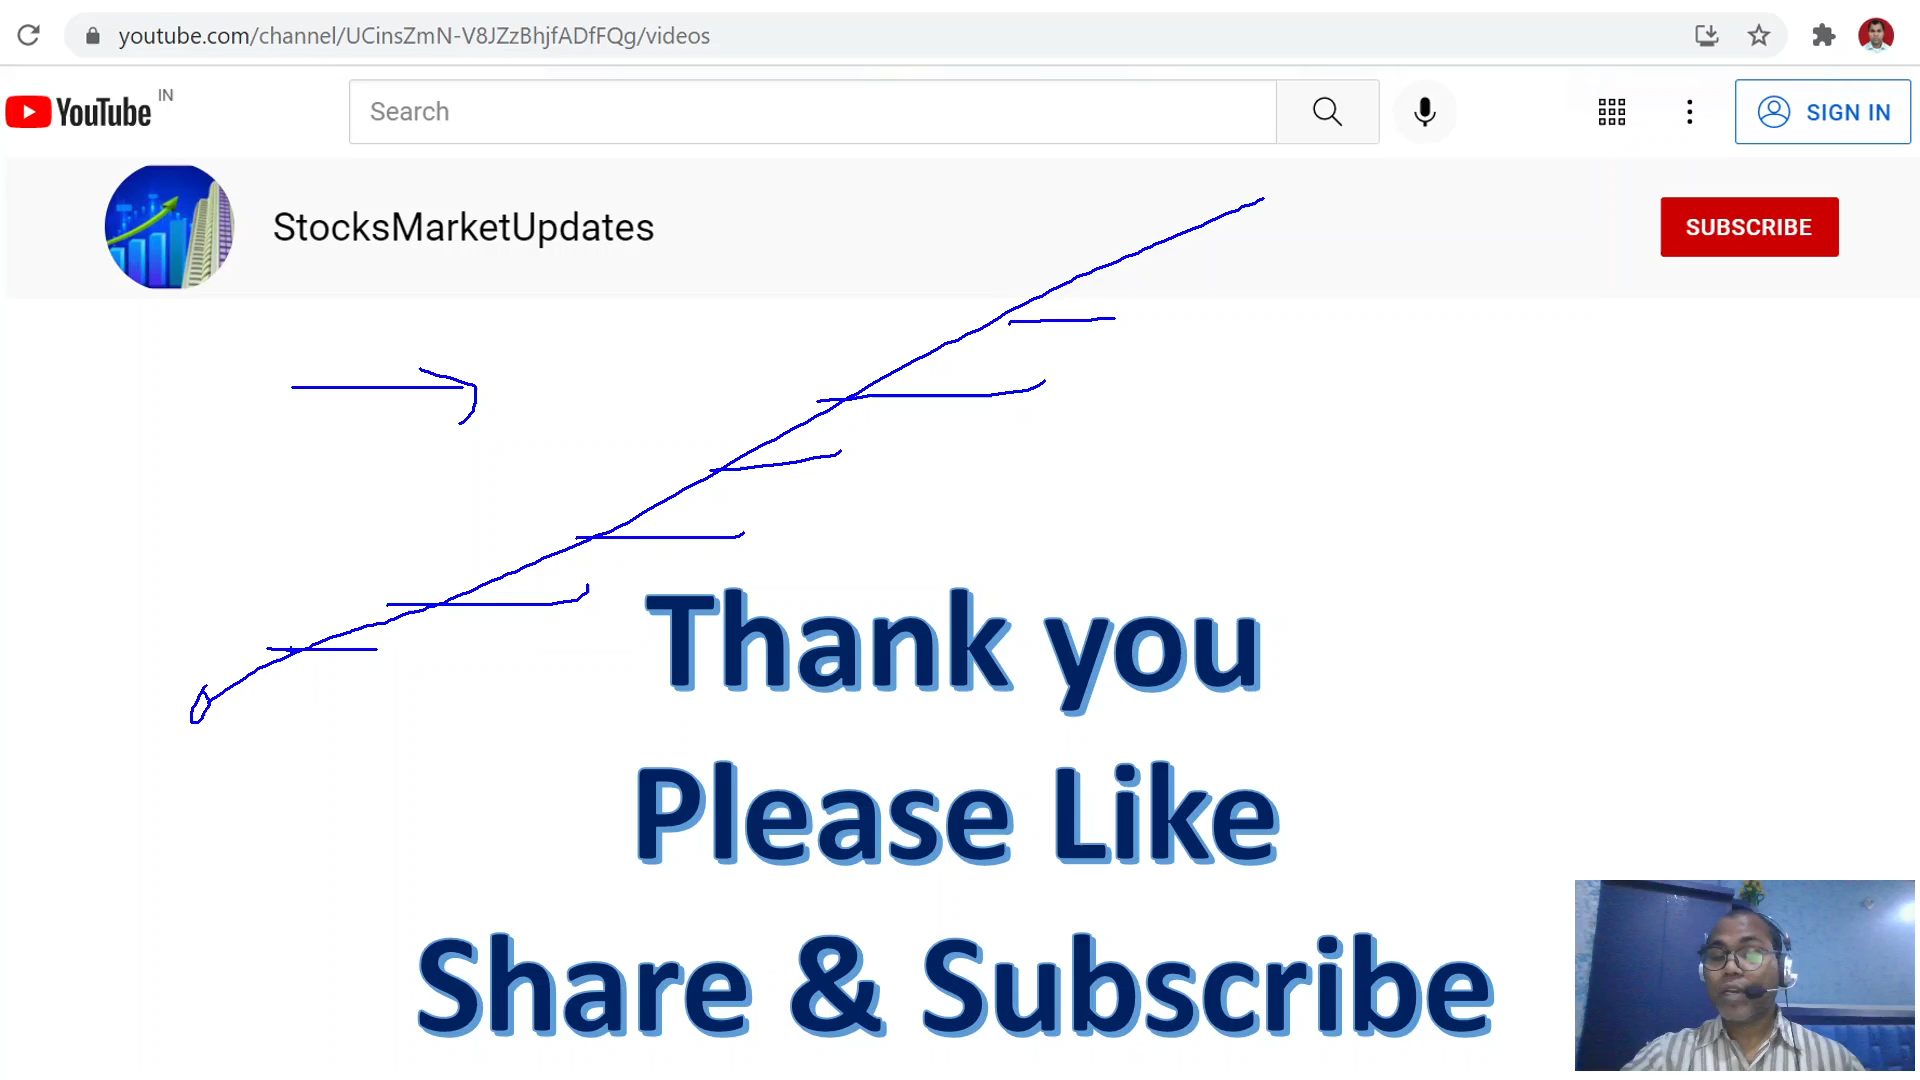 youtube.com/channel/UCinsZmN-V8JZzBhjfADfFQg/videos
YouTube IN
Search
SIGN IN
StocksMarketUpdates
SUBSCRIBE
Thank you
Please Like
Share & Subscribe